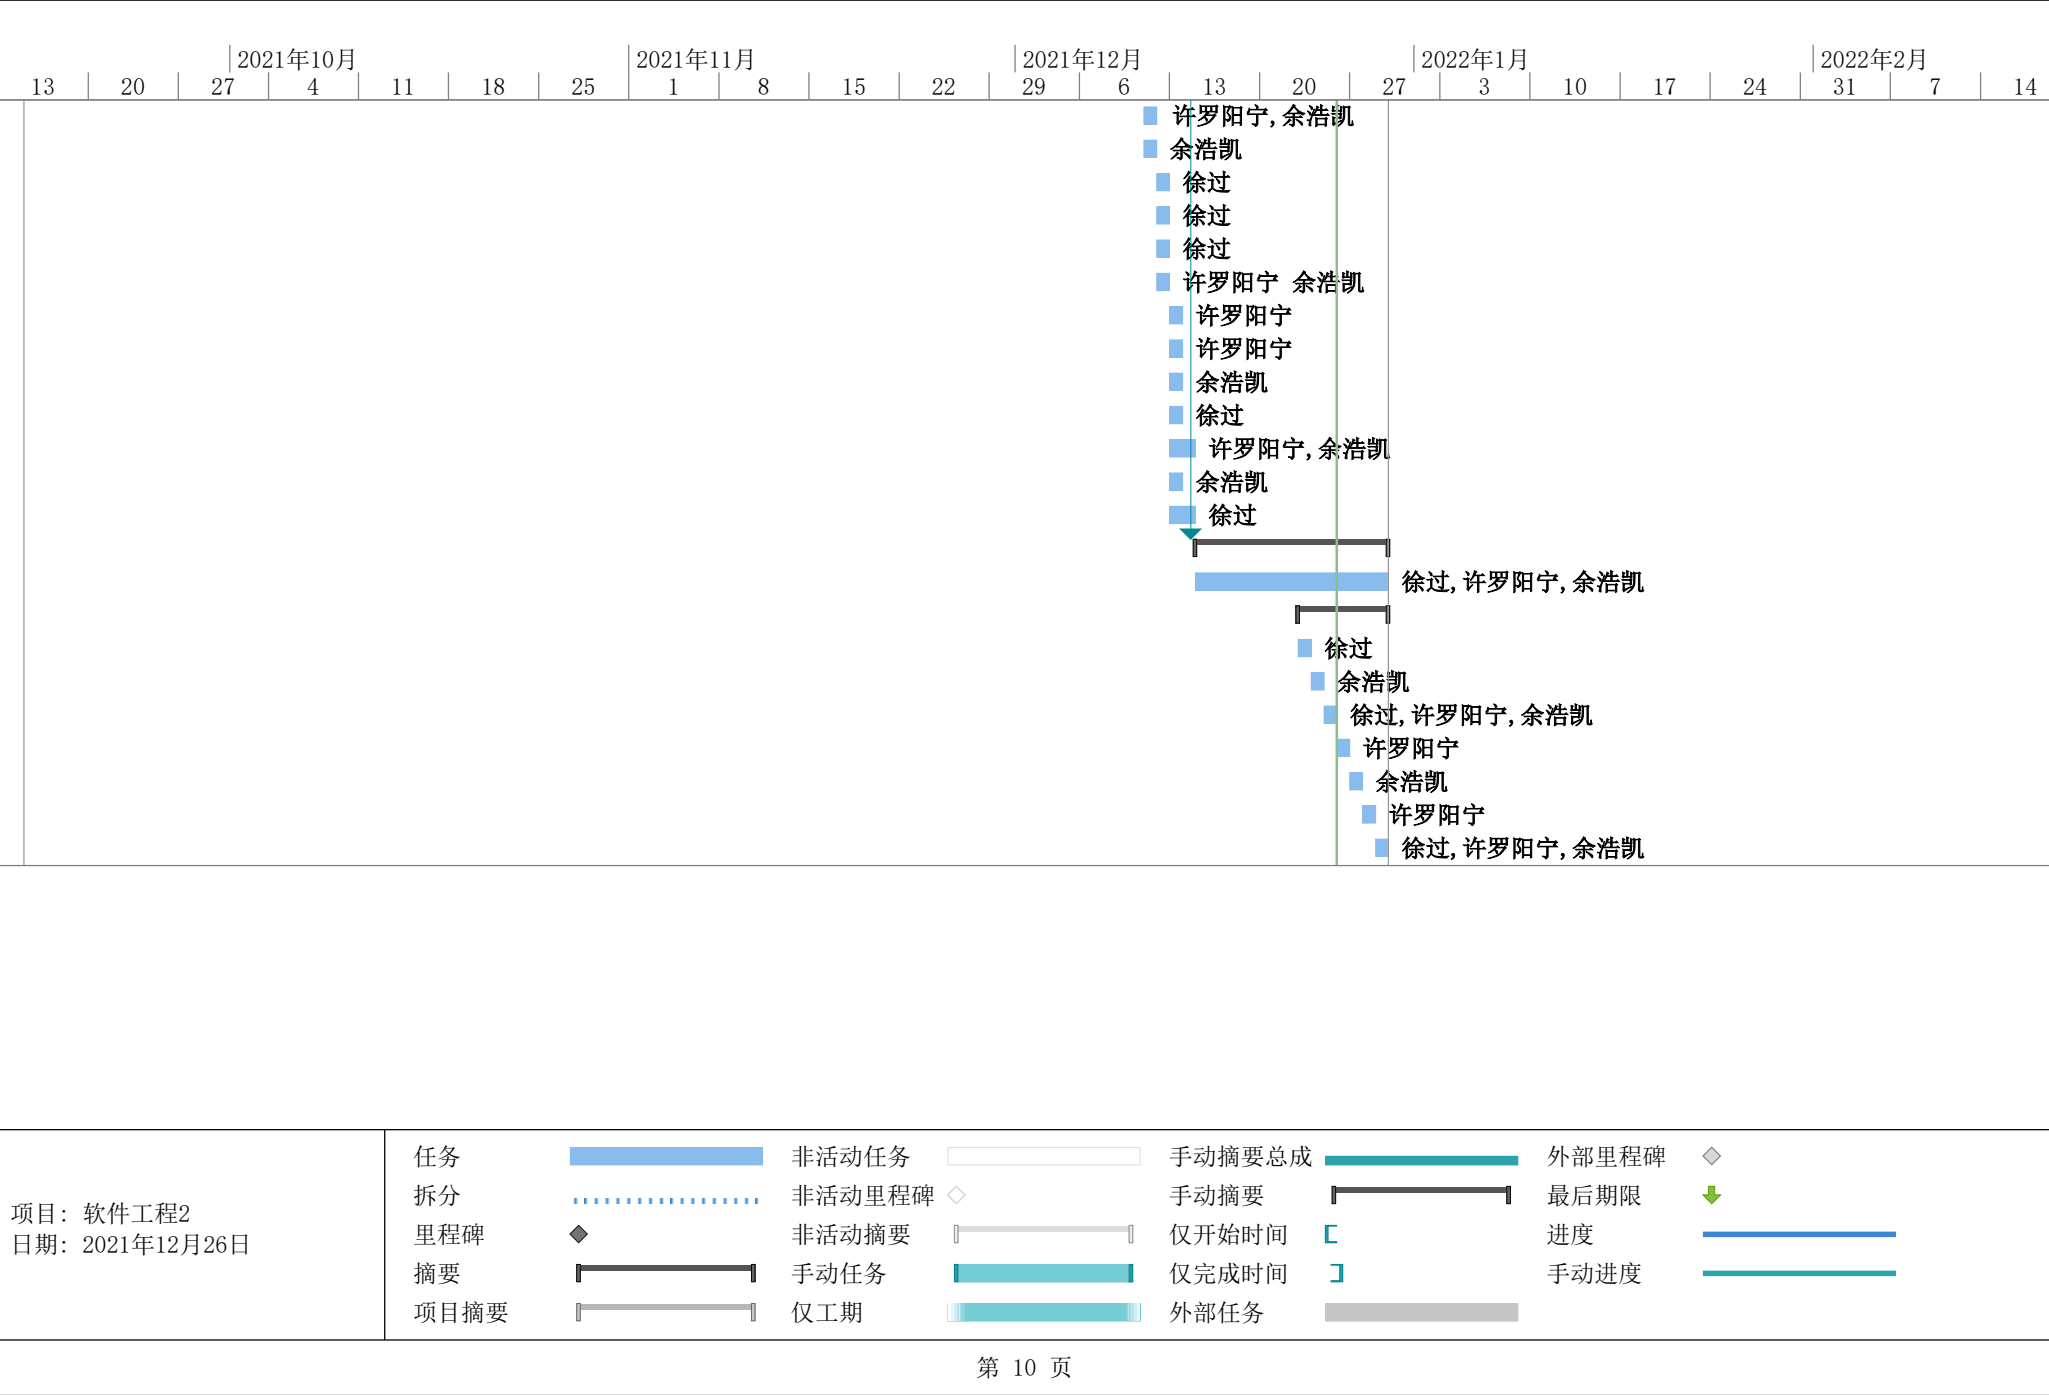 2021年10月 2021年11月 2021年12月 2022年1月 2022年2月
13 20 27 4 11 18 25 1 8 15 22 29 6 13 20 27 3 10 17 24 31 7 14
许罗阳宁,余浩凯
余浩凯
徐过
徐过
徐过
许罗阳宁 余浩凯
许罗阳宁
许罗阳宁
余浩凯
徐过
许罗阳宁,余浩凯
余浩凯
徐过
徐过,许罗阳宁,余浩凯
徐过
余浩凯
徐过,许罗阳宁,余浩凯
许罗阳宁
余浩凯
许罗阳宁
徐过,许罗阳宁,余浩凯
项目: 软件工程2
日期: 2021年12月26日
任务
拆分
里程碑
摘要
项目摘要
非活动任务
非活动里程碑
非活动摘要
手动任务
仅工期
手动摘要总成
手动摘要
仅开始时间
仅完成时间
外部任务
外部里程碑
最后期限
进度
手动进度
第 10 页